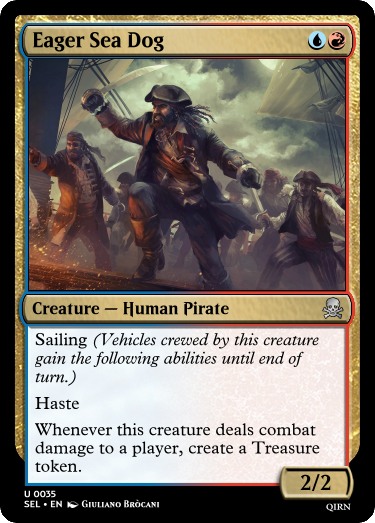 Eager Sea Dog
Creature — Human Pirate
Sailing (Vehicles crewed by this creature
gain the following abilities until end of
turn.)
Haste
Whenever this creature deals combat
damage to a player, create a Treasure
token.
2/2
U 0035
SEL • EN Giuliano Brocani
QIRN